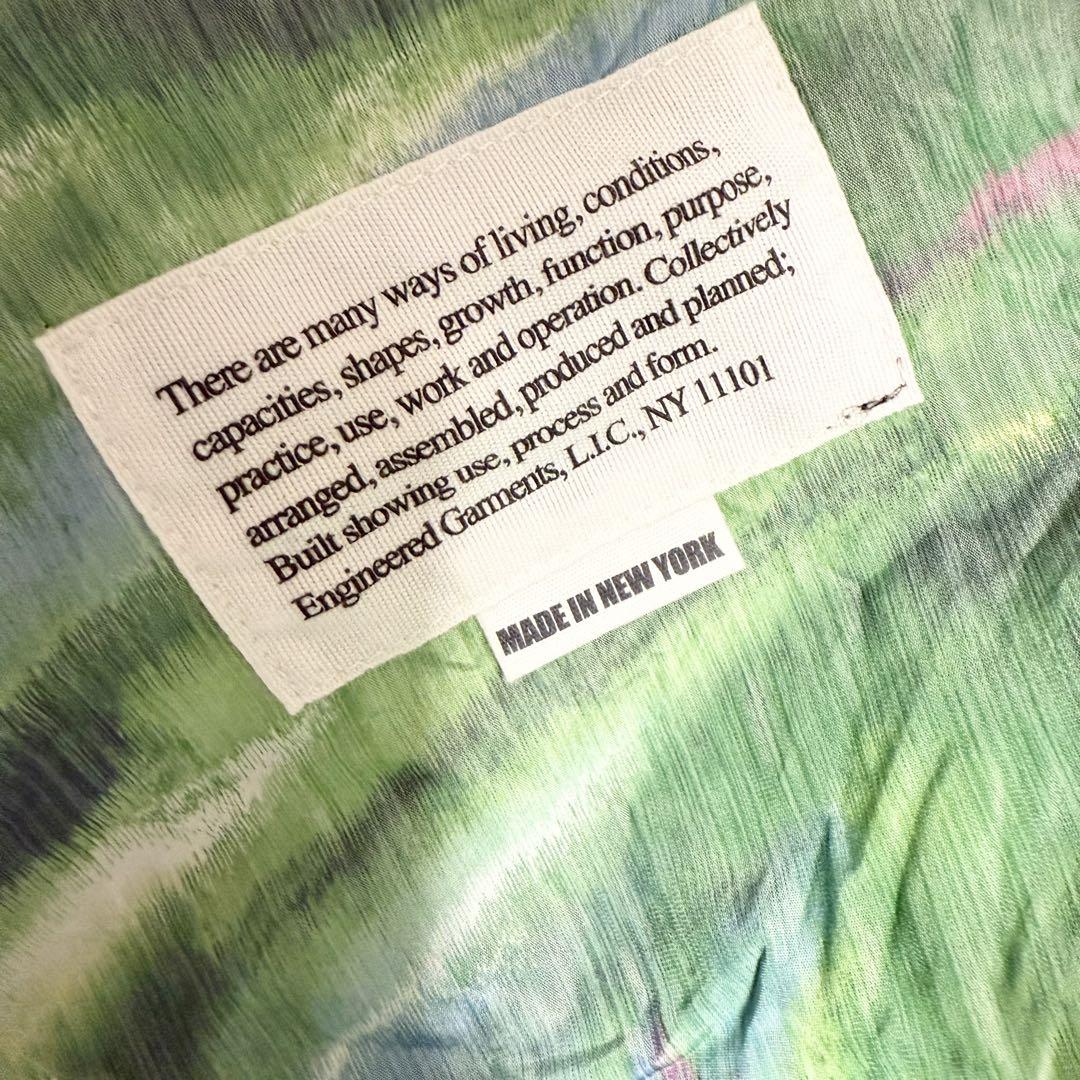 There are many ways of living, conditions,
capacities, shapes, growth, function, purpose,
practice, use, work and operation. Collectively
arranged, assembled, produced and planned;
Built showing use, process and form.
Engineered Garments, L.I.C., NY 11101
MADE IN NEW YORK